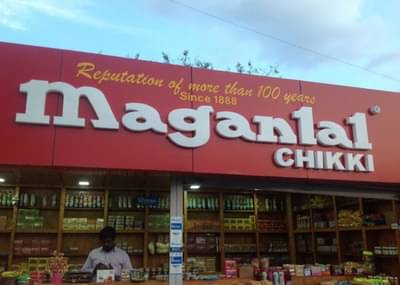 Reputation of more than 100 years
Since 1888
Maganlal
CHIKKI